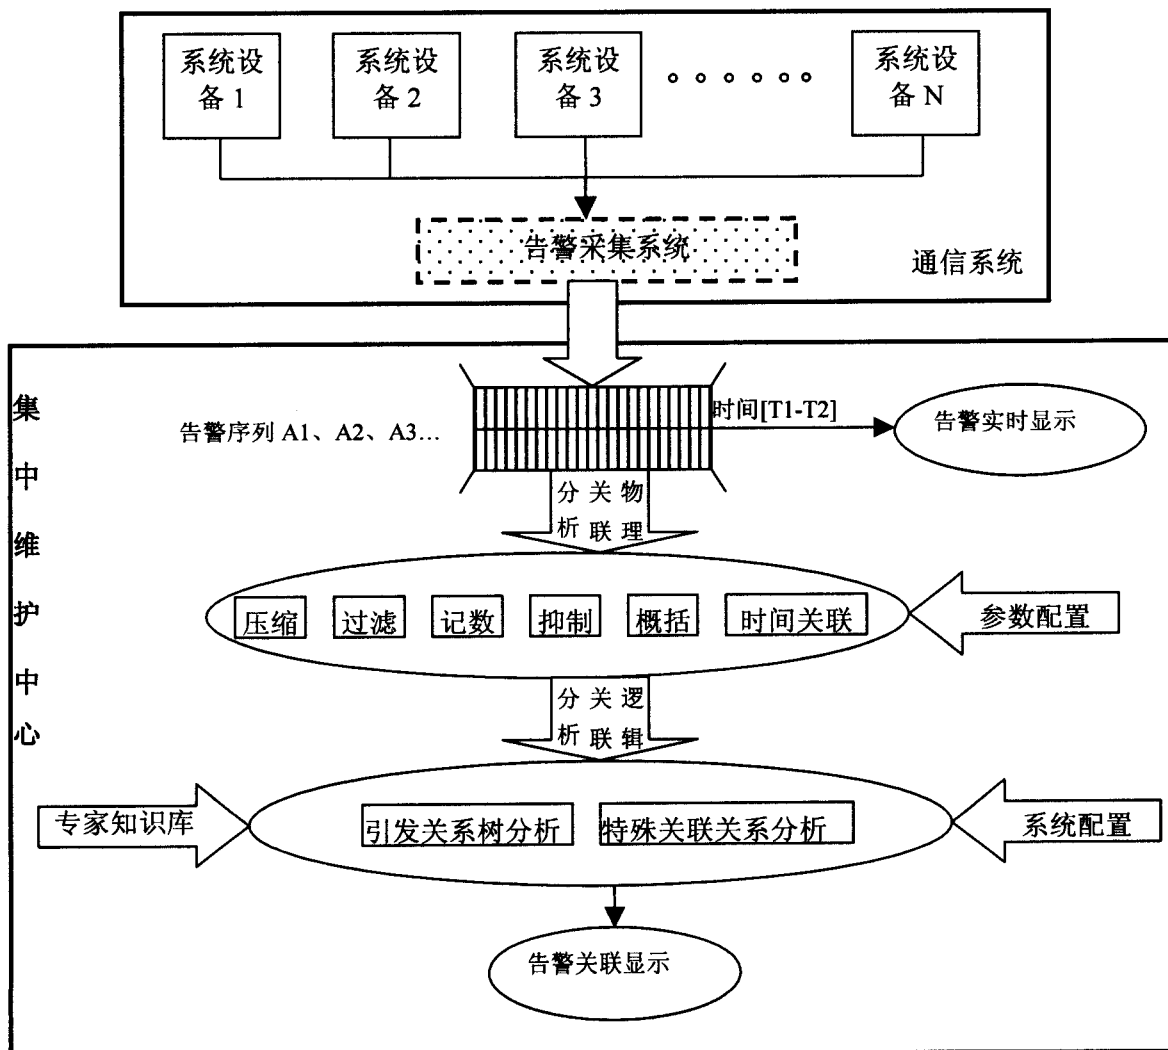 系统设备 1
系统设备 2
系统设备 3
系统设备 N
告警采集系统
通信系统
集中维护中心
告警序列 A1、A2、A3…
时间[T1-T2]
告警实时显示
物理关联分析
压缩
过滤
记数
抑制
概括
时间关联
参数配置
逻辑关联分析
专家知识库
引发关系树分析
特殊关联关系分析
系统配置
告警关联显示